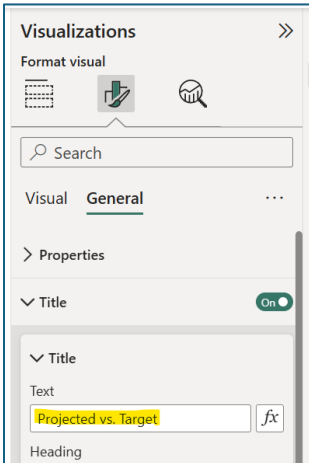 Visualizations
Format visual
Search
Visual General
Properties
Title On
Title
Text
Projected vs. Target fx
Heading